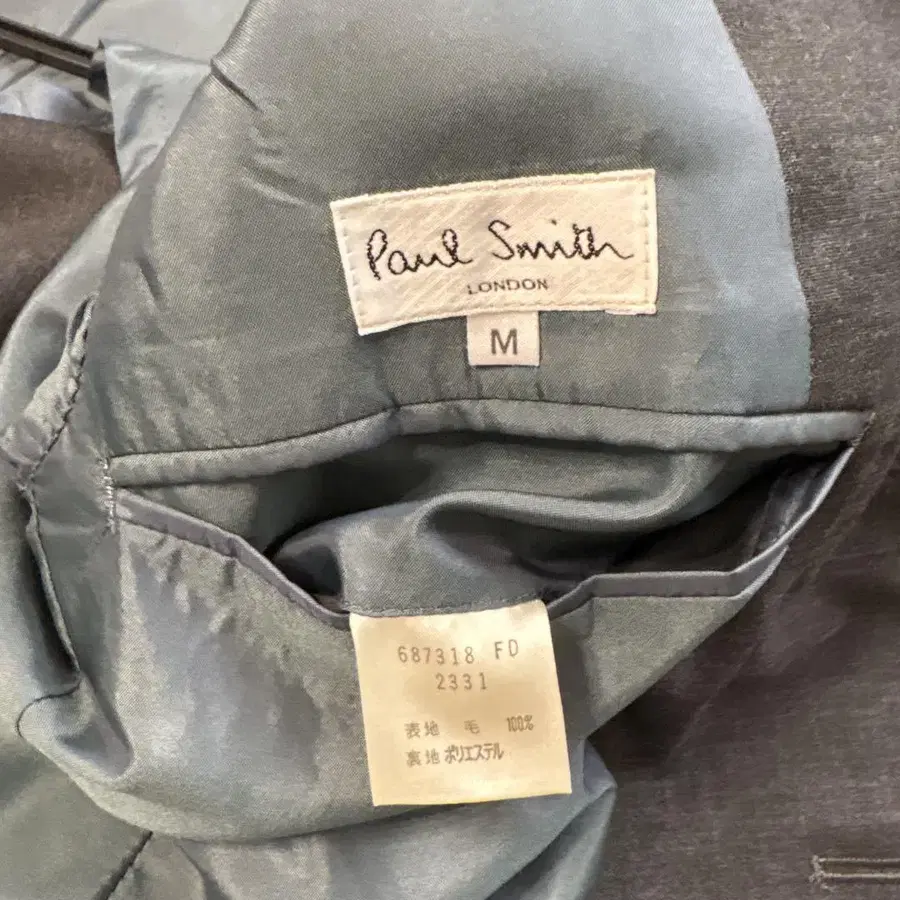 Paul Smith
LONDON
M
687318 FD
2331
表地 毛 100%
裏地 ポリエステル